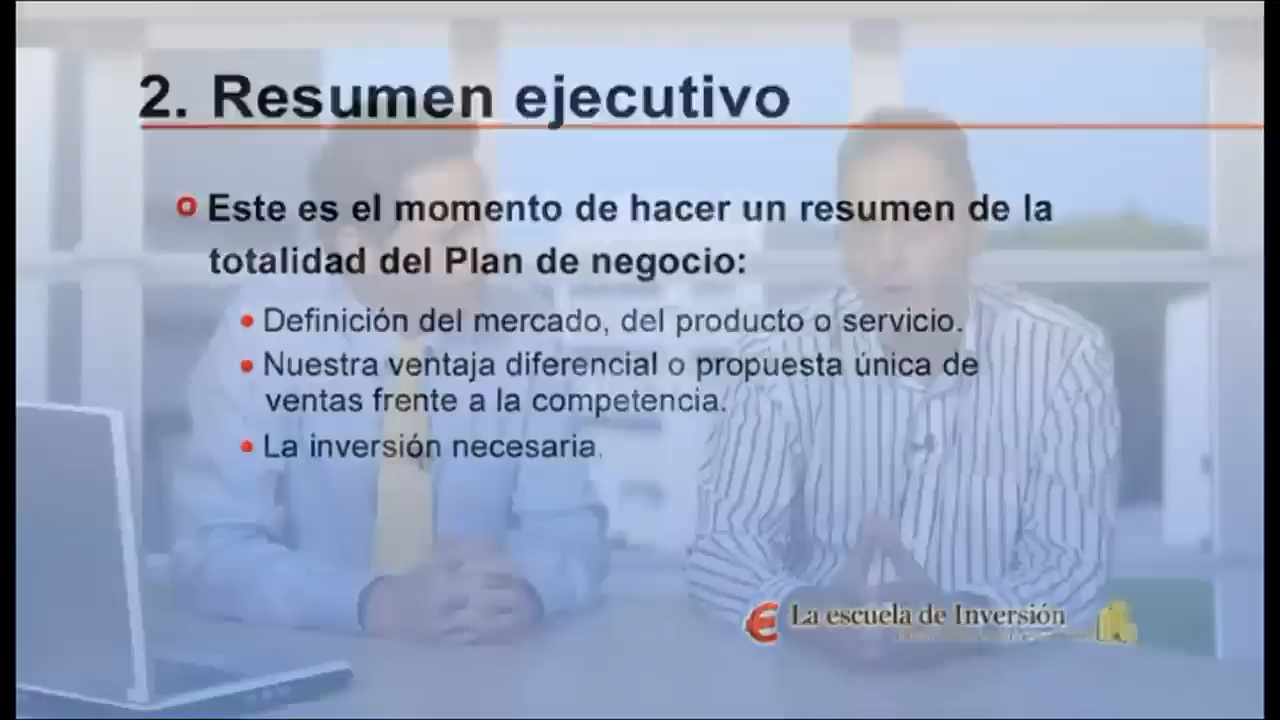 2. Resumen ejecutivo
Este es el momento de hacer un resumen de la
totalidad del Plan de negocio:
Definición del mercado, del producto o servicio.
Nuestra ventaja diferencial o propuesta única de
ventas frente a la competencia.
La inversión necesaria.
La escuela de Inversión